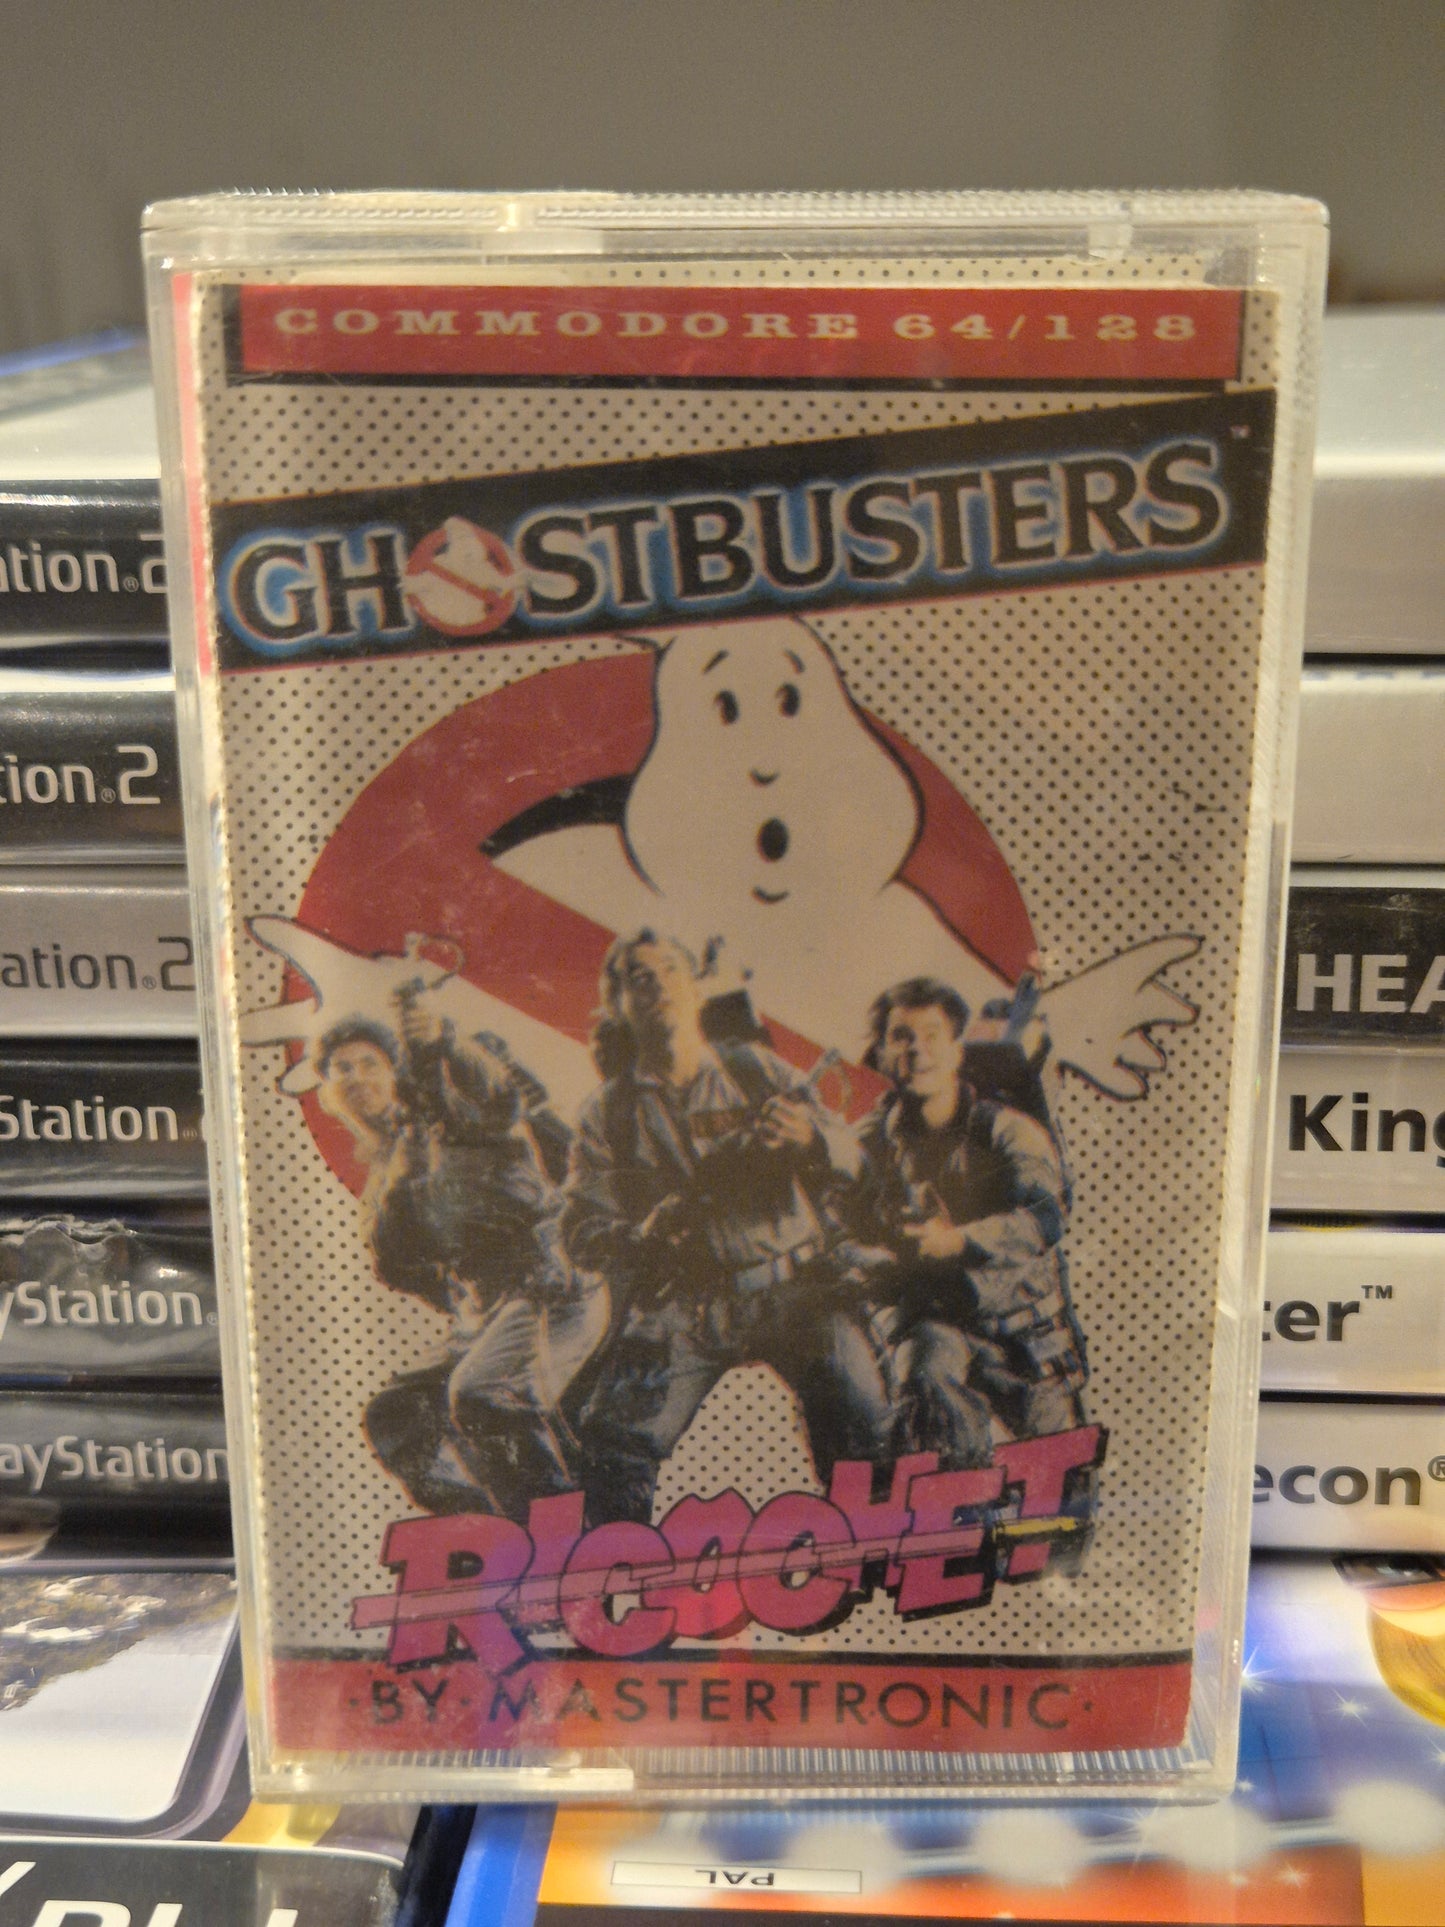 COMMODORE 64/128
GHOSTBUSTERS™
RICOCHET
·BY·MASTERTRONIC·
ation®2
tion®2
ation®2
Station
yStation®
ayStation
HEA
King
ter™
econ®
PAL